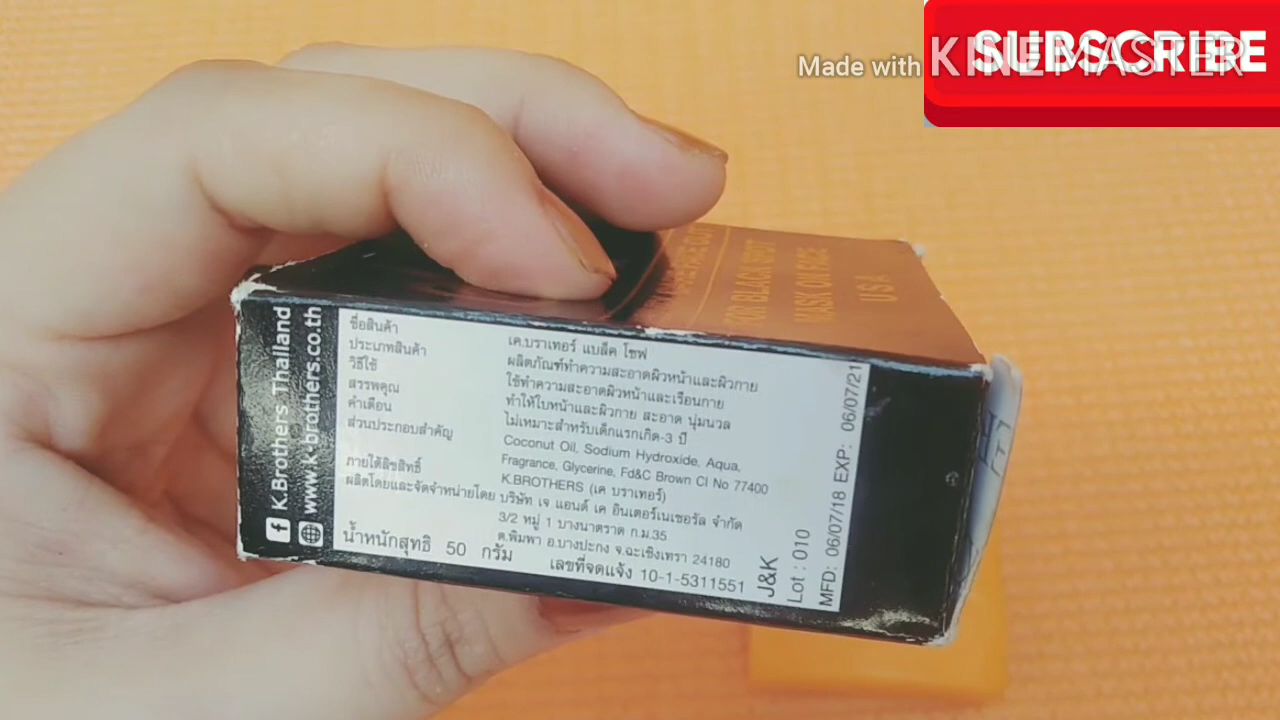 Made with KINEMASTER
SUBSCRIBE
FOR BLACK SPOT
MASK ON FACE
USA
K.Brothers Thailand
www.k-brothers.co.th
ชื่อสินค้า เค.บราเทอร์ แบล็ค โซฟ
ประเภทสินค้า ผลิตภัณฑ์ทำความสะอาดผิวหน้าและผิวกาย
วิธีใช้ ใช้ทำความสะอาดผิวหน้าและเรือนกาย
สรรพคุณ ทำให้ใบหน้าและผิวกาย สะอาด นุ่มนวล
คำเตือน ไม่เหมาะสำหรับเด็กแรกเกิด-3 ปี
ส่วนประกอบสำคัญ Coconut Oil, Sodium Hydroxide, Aqua,
Fragrance, Glycerine, Fd&C Brown CI No 77400
ภายใต้ลิขสิทธิ์ K.BROTHERS (เค บราเทอร์)
ผลิตโดยและจัดจำหน่ายโดย บริษัท เจ แอนด์ เค อินเตอร์เนเชอรัล จำกัด
3/2 หมู่ 1 บางนาตราด ก.ม.35
ต.พิมพา อ.บางปะกง จ.ฉะเชิงเทรา 24180
น้ำหนักสุทธิ 50 กรัม เลขที่จดแจ้ง 10-1-5311551
J&K
Lot : 010
MFD: 06/07/18 EXP: 06/07/21